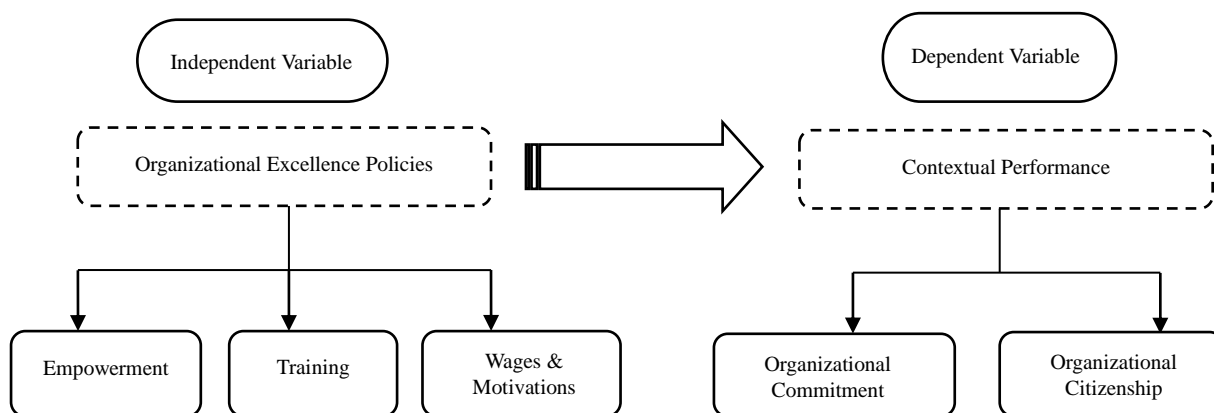 Independent Variable
Dependent Variable
Organizational Excellence Policies
Contextual Performance
Empowerment
Training
Wages &
Motivations
Organizational
Commitment
Organizational
Citizenship